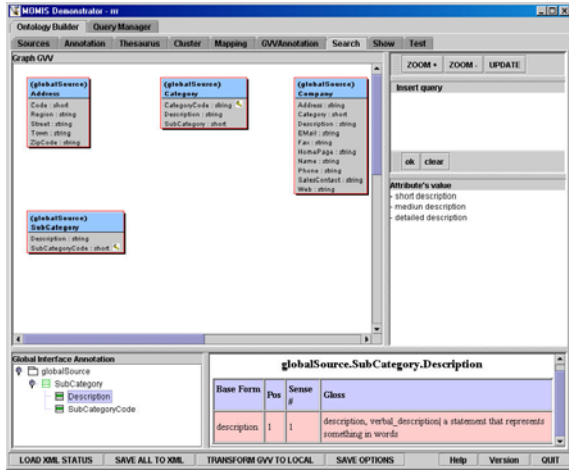 MOMIS Demonstrator - rrr
Ontology Builder Query Manager
Sources Annotation Thesaurus Cluster Mapping GVVAnnotation Search Show Test
Graph GVV
(globalSource)
Address
Code : short
Region : string
Street : string
Town : string
ZipCode : string
(globalSource)
Category
CategoryCode : string
Description : string
SubCategory : short
(globalSource)
Company
Address : string
Category : short
Description : string
EMail : string
Fax : string
HomePage : string
Name : string
Phone : string
SalesContact : string
Web : string
(globalSource)
SubCategory
Description : string
SubCategoryCode : short
ZOOM + ZOOM - UPDATE
Insert query
ok clear
Attribute's value
- short description
- mediun description
- detailed description
Global Interface Annotation
globalSource
SubCategory
Description
SubCategoryCode
globalSource.SubCategory.Description
Base Form Pos Sense # Gloss
description 1 1 description, verbal_description| a statement that represents
something in words
LOAD XML STATUS SAVE ALL TO XML TRANSFORM GVV TO LOCAL SAVE OPTIONS Help Version QUIT